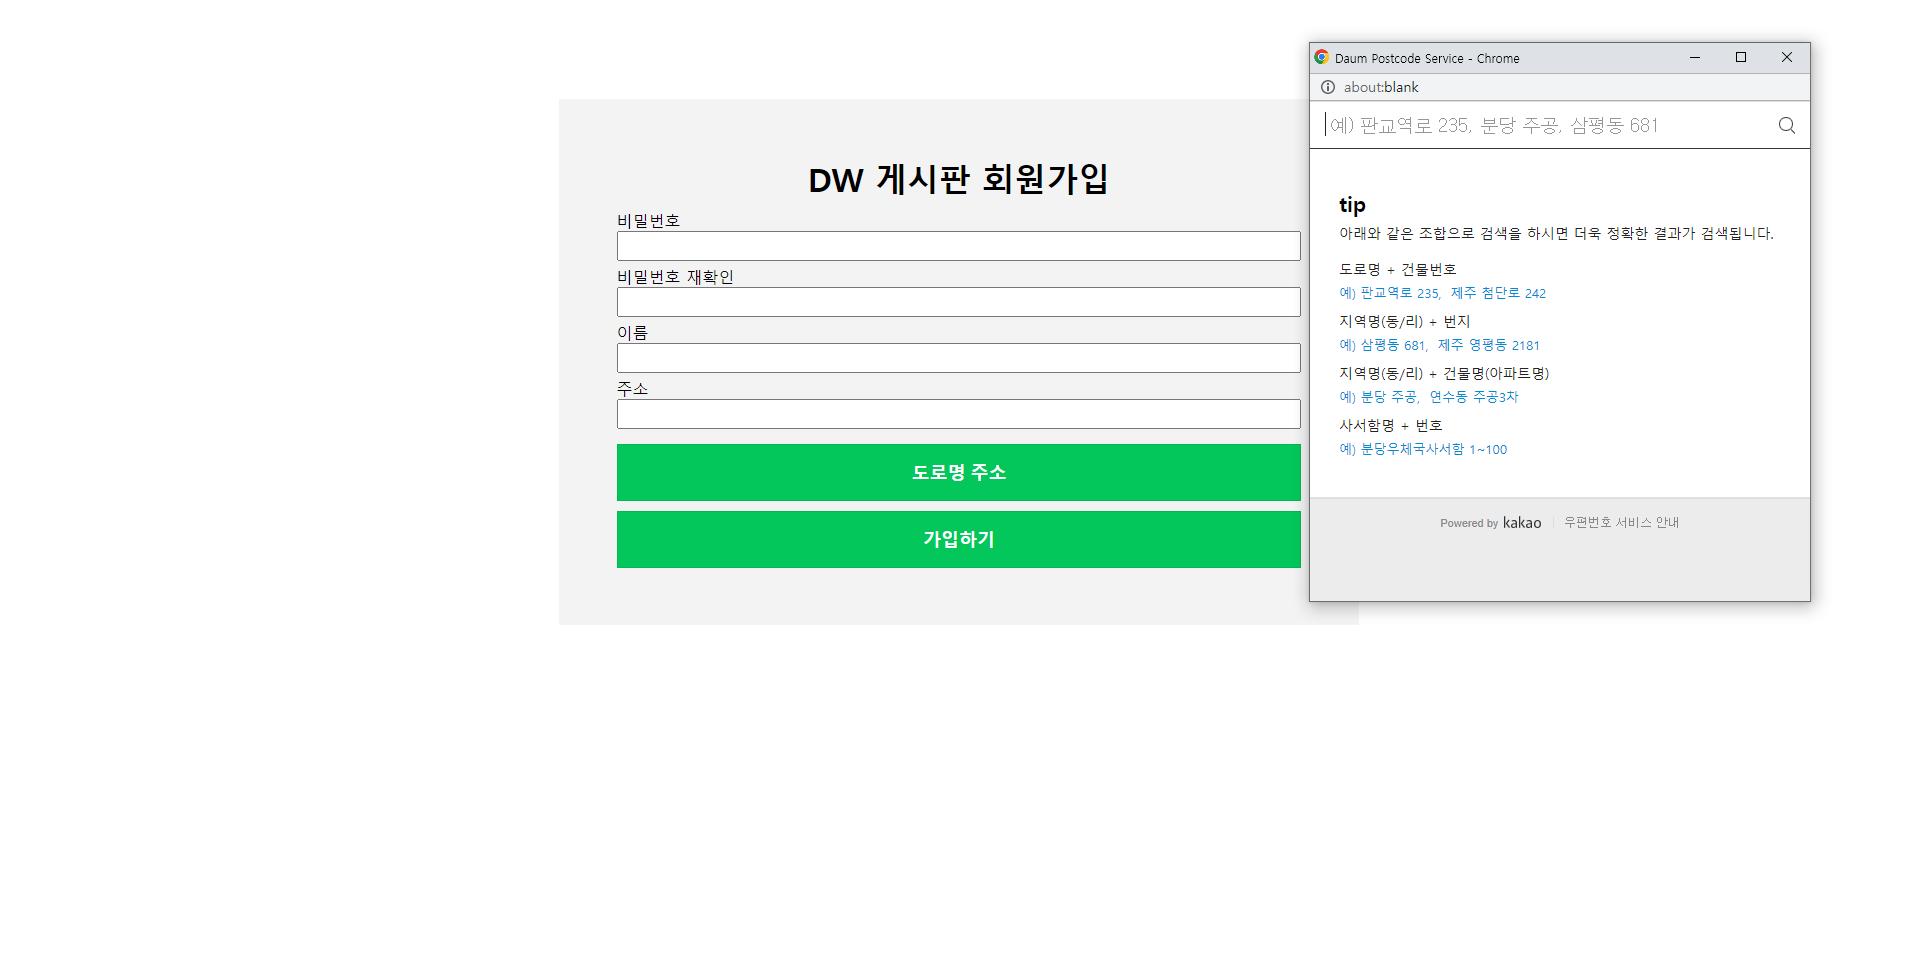 DW 게시판 회원가입
비밀번호
비밀번호 재확인
이름
주소
도로명 주소
가입하기
Daum Postcode Service - Chrome
about:blank
예) 판교역로 235, 분당 주공, 삼평동 681
tip
아래와 같은 조합으로 검색을 하시면 더욱 정확한 결과가 검색됩니다.
도로명 + 건물번호
예) 판교역로 235, 제주 첨단로 242
지역명(동/리) + 번지
예) 삼평동 681, 제주 영평동 2181
지역명(동/리) + 건물명(아파트명)
예) 분당 주공, 연수동 주공3차
사서함명 + 번호
예) 분당우체국사서함 1~100
Powered by kakao 우편번호 서비스 안내